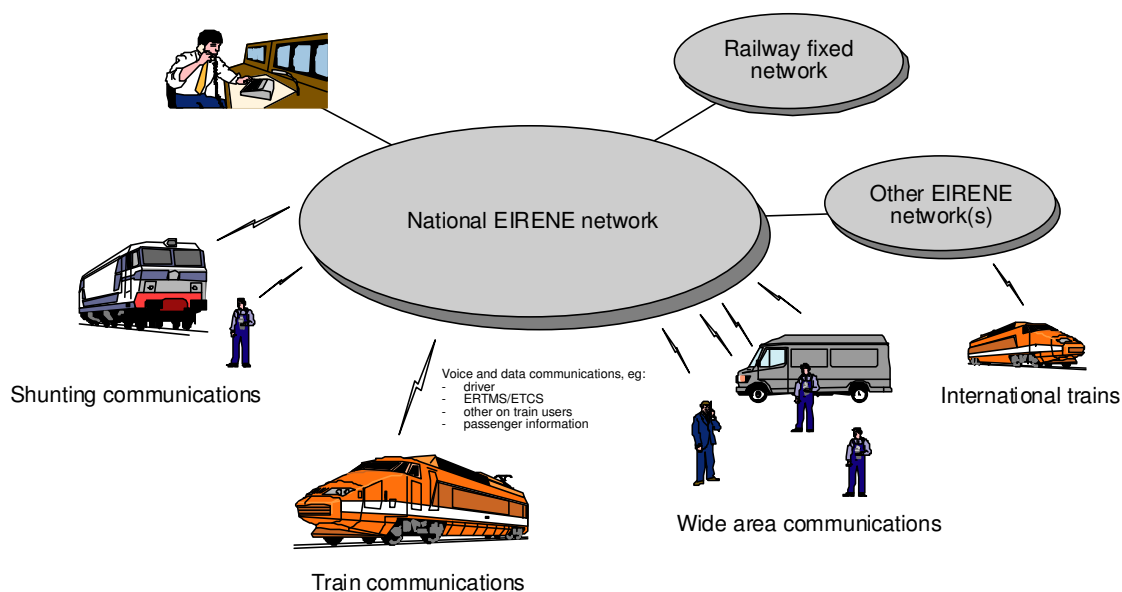 Railway fixed
network
Other EIRENE
network(s)
National EIRENE network
Shunting communications
Voice and data communications, eg:
- driver
- ERTMS/ETCS
- other on train users
- passenger information
International trains
Wide area communications
Train communications